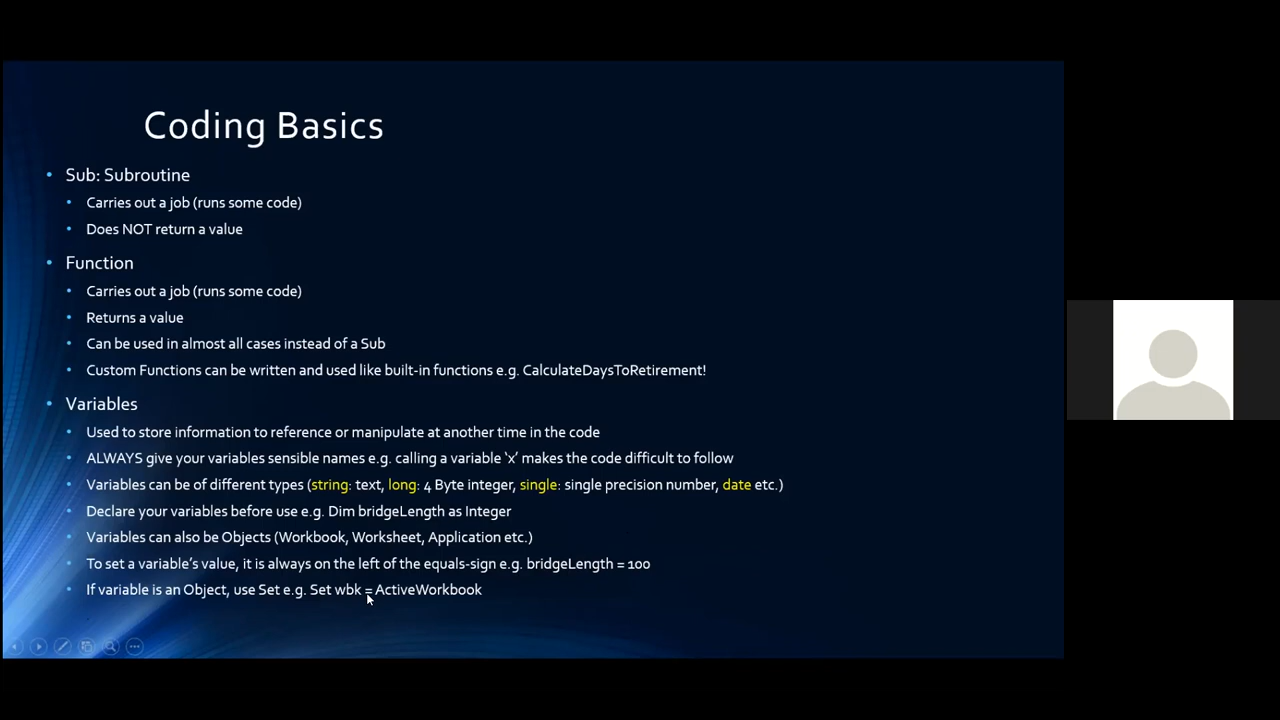 Coding Basics
• Sub: Subroutine
• Carries out a job (runs some code)
• Does NOT return a value
• Function
• Carries out a job (runs some code)
• Returns a value
• Can be used in almost all cases instead of a Sub
• Custom Functions can be written and used like built-in functions e.g. CalculateDaysToRetirement!
• Variables
• Used to store information to reference or manipulate at another time in the code
• ALWAYS give your variables sensible names e.g. calling a variable ‘x’ makes the code difficult to follow
• Variables can be of different types (string: text, long: 4 Byte integer, single: single precision number, date etc.)
• Declare your variables before use e.g. Dim bridgeLength as Integer
• Variables can also be Objects (Workbook, Worksheet, Application etc.)
• To set a variable’s value, it is always on the left of the equals-sign e.g. bridgeLength = 100
• If variable is an Object, use Set e.g. Set wbk = ActiveWorkbook